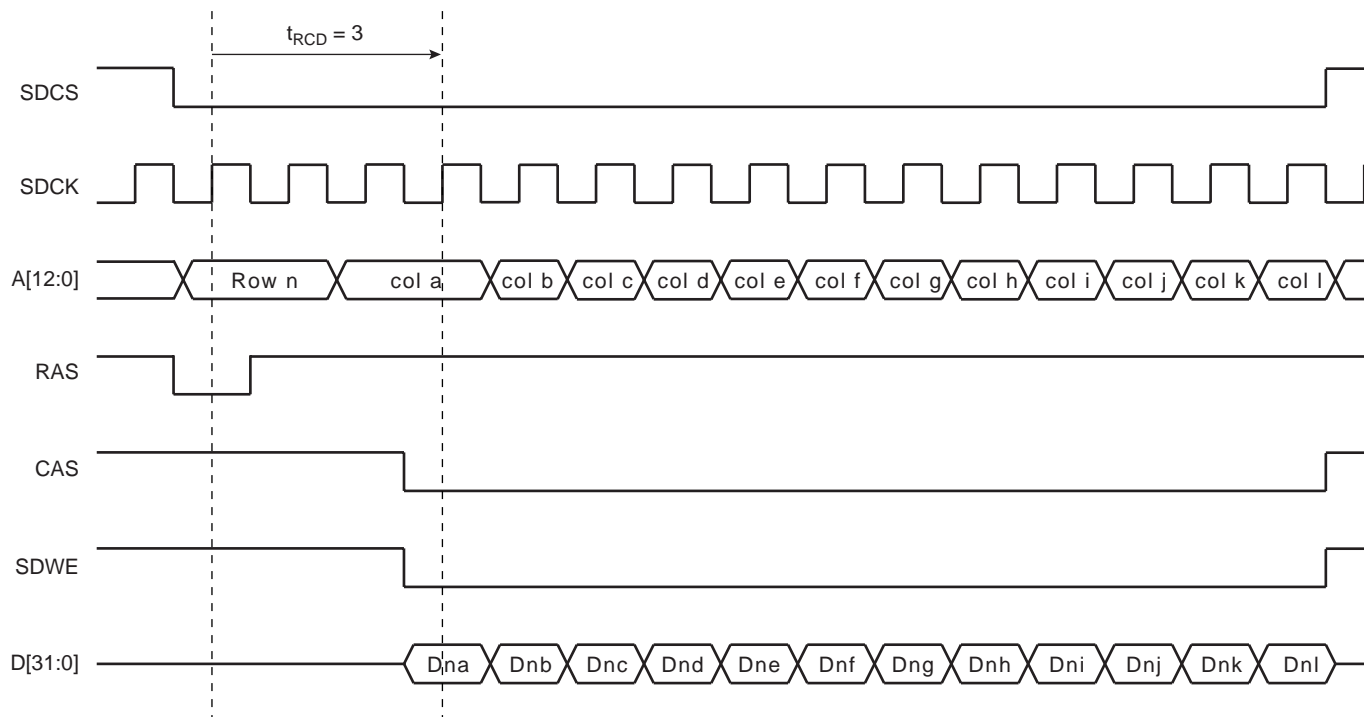 tRCD = 3
SDCS
SDCK
A[12:0] Row n col a col b col c col d col e col f col g col h col i col j col k col l
RAS
CAS
SDWE
D[31:0] Dna Dnb Dnc Dnd Dne Dnf Dng Dnh Dni Dnj Dnk Dnl